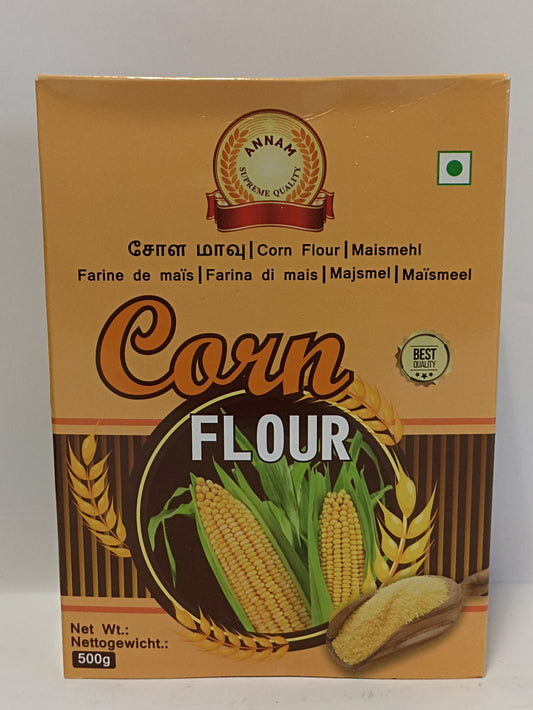 ANNAM
SUPREME QUALITY
சோள மாவு | Corn Flour | Maismehl
Farine de maïs | Farina di mais | Majsmel | Maïsmeel
Corn
FLOUR
BEST
QUALITY
Net Wt.:
Nettogewicht.:
500g